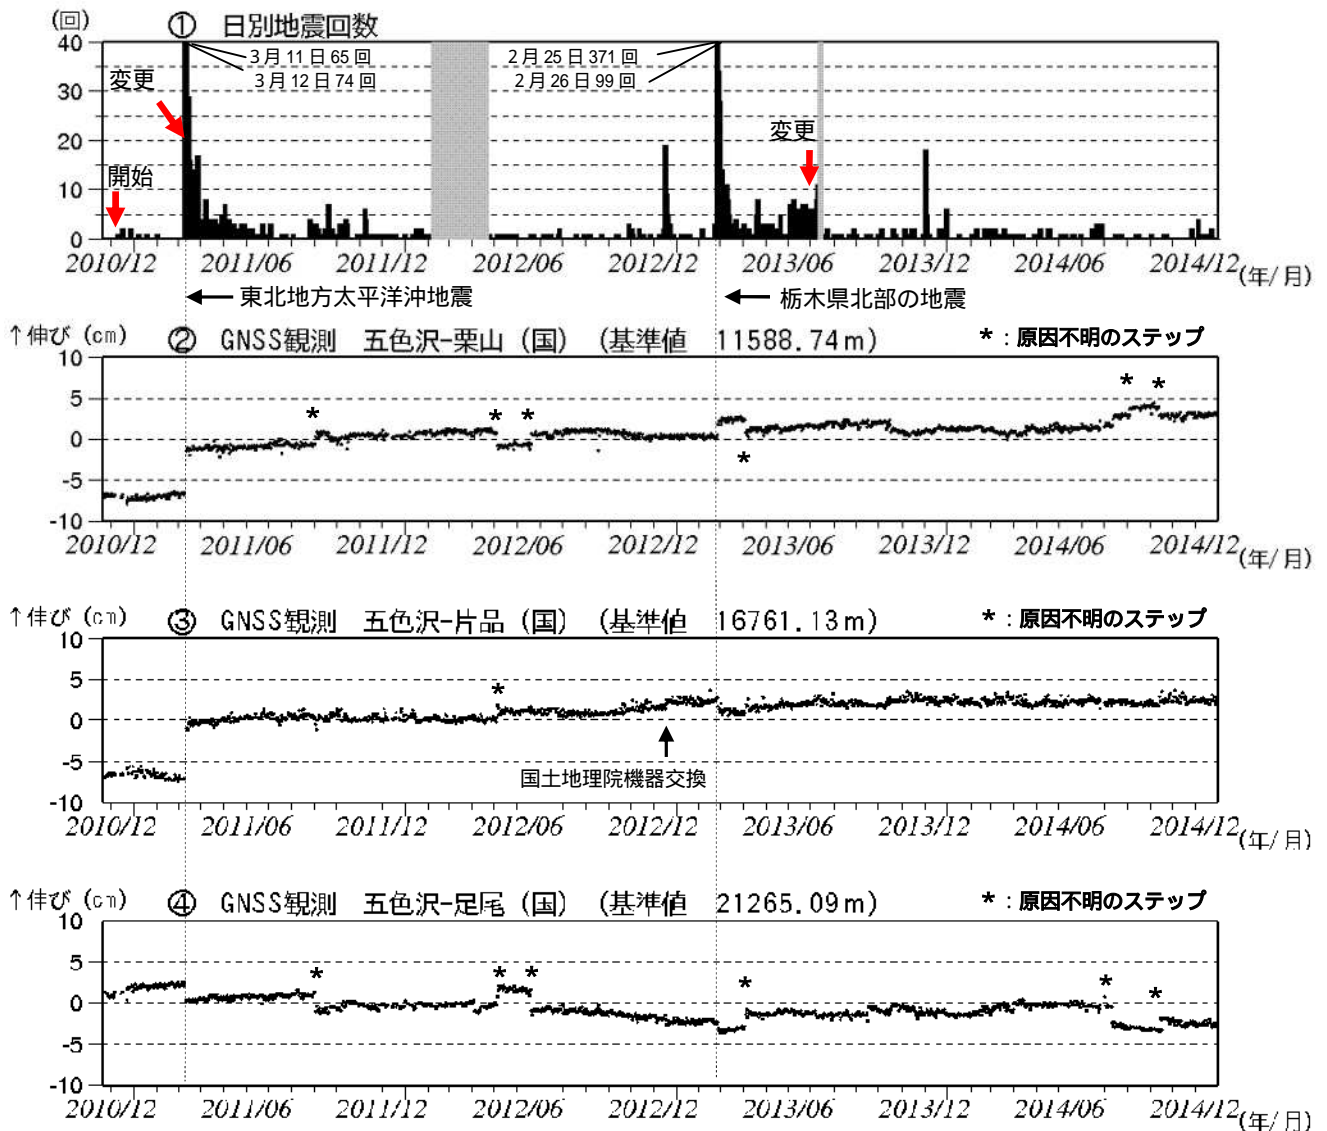 (回)
① 日別地震回数
40
30
20
10
0
3月11日65回
3月12日74回
2月25日371回
2月26日99回
変更
開始
変更
2010/12 2011/06 2011/12 2012/06 2012/12 2013/06 2013/12 2014/06 2014/12 (年/月)
← 東北地方太平洋沖地震
← 栃木県北部の地震
↑伸び (cm) ② GNSS観測 五色沢-栗山 (国) (基準値 11588.74m) * : 原因不明のステップ
10
5
0
-5
-10
* * * * * *
2010/12 2011/06 2011/12 2012/06 2012/12 2013/06 2013/12 2014/06 2014/12 (年/月)
↑伸び (cm) ③ GNSS観測 五色沢-片品 (国) (基準値 16761.13m) * : 原因不明のステップ
10
5
0
-5
-10
*
国土地理院機器交換
2010/12 2011/06 2011/12 2012/06 2012/12 2013/06 2013/12 2014/06 2014/12 (年/月)
↑伸び (cm) ④ GNSS観測 五色沢-足尾 (国) (基準値 21265.09m) * : 原因不明のステップ
10
5
0
-5
-10
* * * * * *
2010/12 2011/06 2011/12 2012/06 2012/12 2013/06 2013/12 2014/06 2014/12 (年/月)